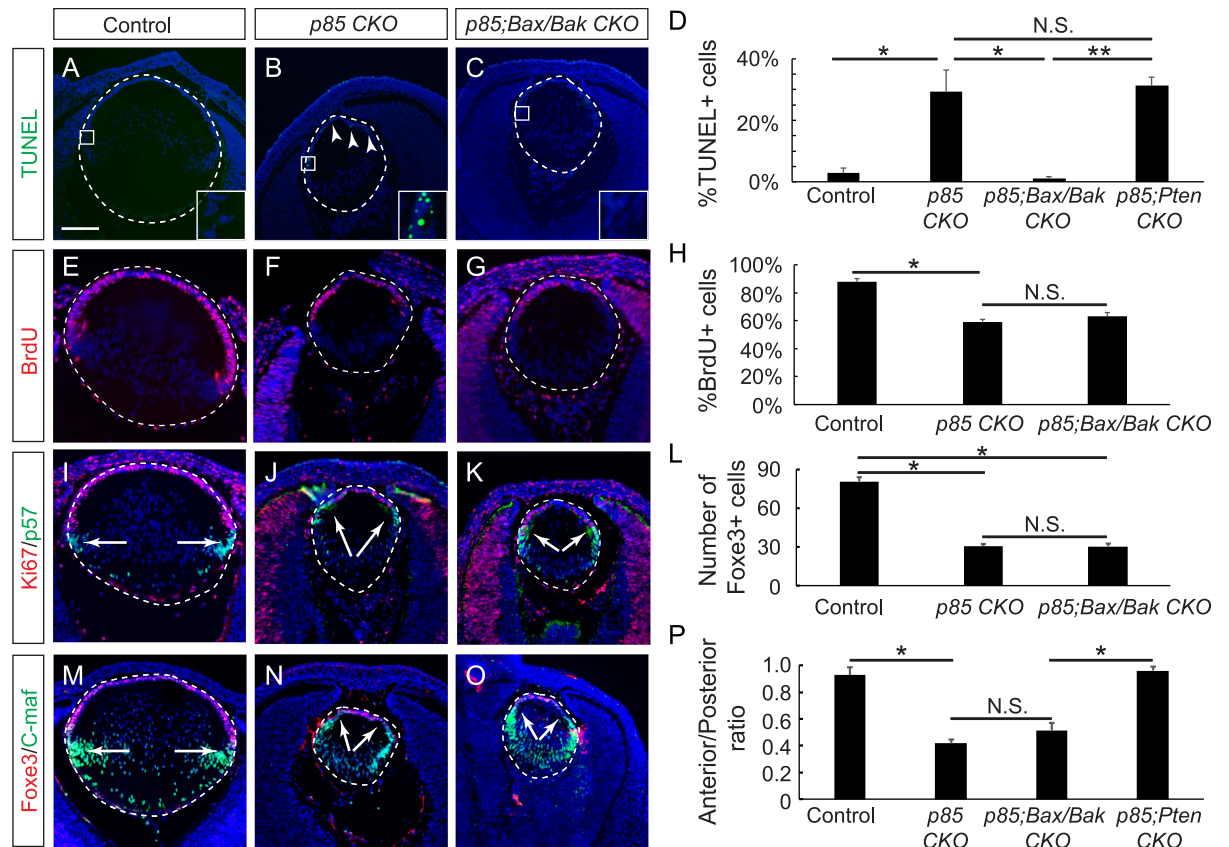 Control
p85 CKO
p85;Bax/Bak CKO
TUNEL
A
B
C
BrdU
E
F
G
Ki67/p57
I
J
K
Foxe3/C-maf
M
N
O
D
N.S.
*
*
**
%TUNEL+ cells
40%
20%
0%
Control
p85
CKO
p85;Bax/Bak
CKO
p85;Pten
CKO
H
*
N.S.
%BrdU+ cells
100%
80%
60%
40%
20%
0%
Control
p85 CKO
p85;Bax/Bak CKO
L
*
*
N.S.
Number of
Foxe3+ cells
90
60
30
0
Control
p85 CKO
p85;Bax/Bak CKO
P
*
*
N.S.
Anterior/Posterior
ratio
1.0
0.8
0.6
0.4
0.2
0
Control
p85
CKO
p85;Bax/Bak
CKO
p85;Pten
CKO